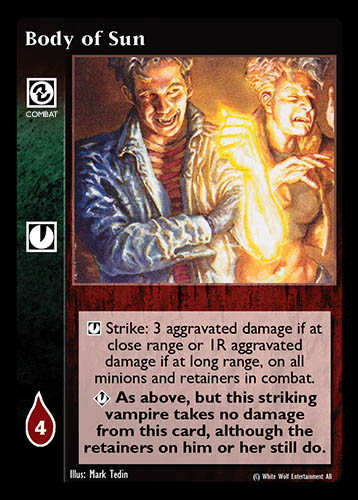 Body of Sun
COMBAT
Strike: 3 aggravated damage if at
close range or 1R aggravated
damage if at long range, on all
minions and retainers in combat.
As above, but this striking
vampire takes no damage
from this card, although the
retainers on him or her still do.
4
Illus: Mark Tedin
(C) White Wolf Entertainment AB